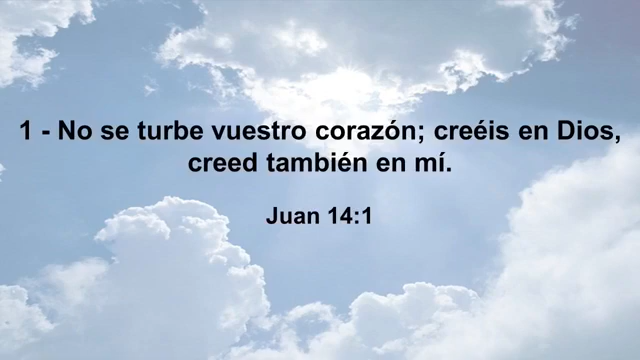 1 - No se turbe vuestro corazón; creéis en Dios,
creed también en mí.
Juan 14:1